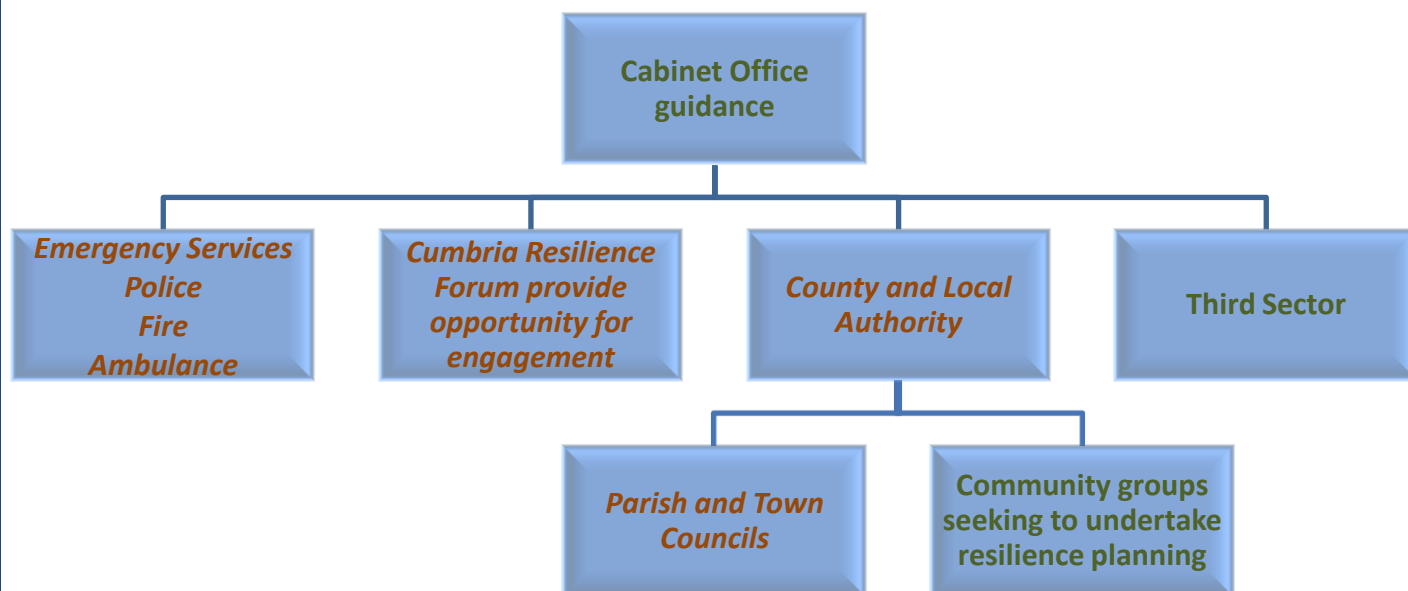 Cabinet Office
guidance
Emergency Services
Police
Fire
Ambulance
Cumbria Resilience
Forum provide
opportunity for
engagement
County and Local
Authority
Third Sector
Parish and Town
Councils
Community groups
seeking to undertake
resilience planning